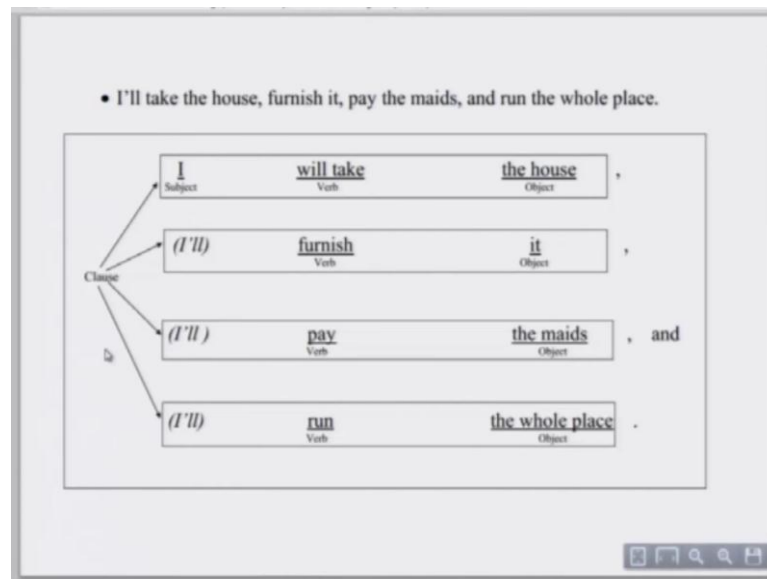 • I'll take the house, furnish it, pay the maids, and run the whole place.
I will take the house ,
Subject Verb Object
(I'll) furnish it ,
Verb Object
Clause
(I'll ) pay the maids , and
Verb Object
(I'll) run the whole place .
Verb Object